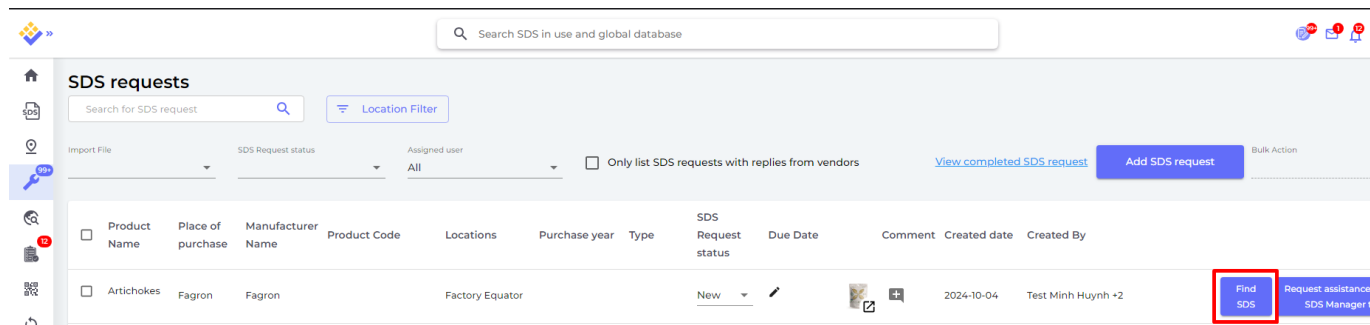 »
Search SDS in use and global database
99+
1
12
SDS requests
Search for SDS request
Location Filter
SDS
Import File
SDS Request status
Assigned user
All
Only list SDS requests with replies from vendors
View completed SDS request
Add SDS request
Bulk Action
99+
Product Name
Place of purchase
Manufacturer Name
Product Code
Locations
Purchase year
Type
SDS Request status
Due Date
Comment
Created date
Created By
12
Artichokes
Fagron
Fagron
Factory Equator
New
2024-10-04
Test Minh Huynh +2
Find SDS
Request assistance
SDS Manager